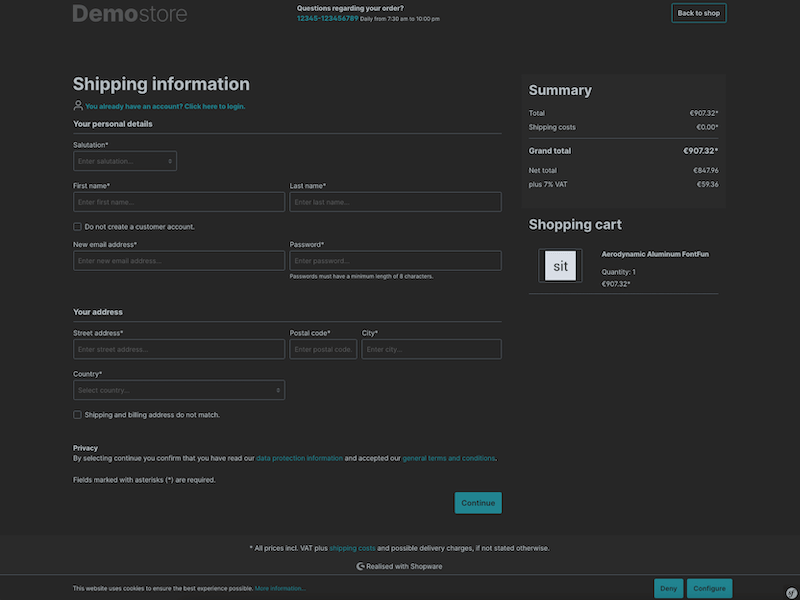 Demostore
Questions regarding your order?
12345-123456789 Daily from 7:30 am to 10:00 pm
Back to shop
Shipping information
You already have an account? Click here to login.
Your personal details
Salutation*
Enter salutation...
First name*
Last name*
Enter first name...
Enter last name...
Do not create a customer account.
New email address*
Password*
Enter new email address...
Enter password...
Passwords must have a minimum length of 8 characters.
Your address
Street address*
Postal code*
City*
Enter street address...
Enter postal code.
Enter city...
Country*
Select country...
Shipping and billing address do not match.
Privacy
By selecting continue you confirm that you have read our data protection information and accepted our general terms and conditions.
Fields marked with asterisks (*) are required.
Continue
Summary
Total €907.32*
Shipping costs €0.00*
Grand total €907.32*
Net total €847.96
plus 7% VAT €59.36
Shopping cart
sit
Aerodynamic Aluminum FontFun
Quantity: 1
€907.32*
* All prices incl. VAT plus shipping costs and possible delivery charges, if not stated otherwise.
Realised with Shopware
This website uses cookies to ensure the best experience possible. More information...
Deny
Configure
sf